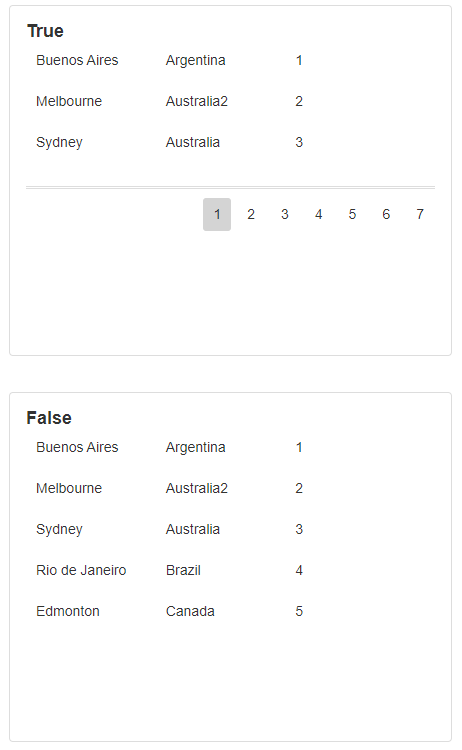 True
Buenos Aires Argentina 1
Melbourne Australia2 2
Sydney Australia 3
1 2 3 4 5 6 7
False
Buenos Aires Argentina 1
Melbourne Australia2 2
Sydney Australia 3
Rio de Janeiro Brazil 4
Edmonton Canada 5